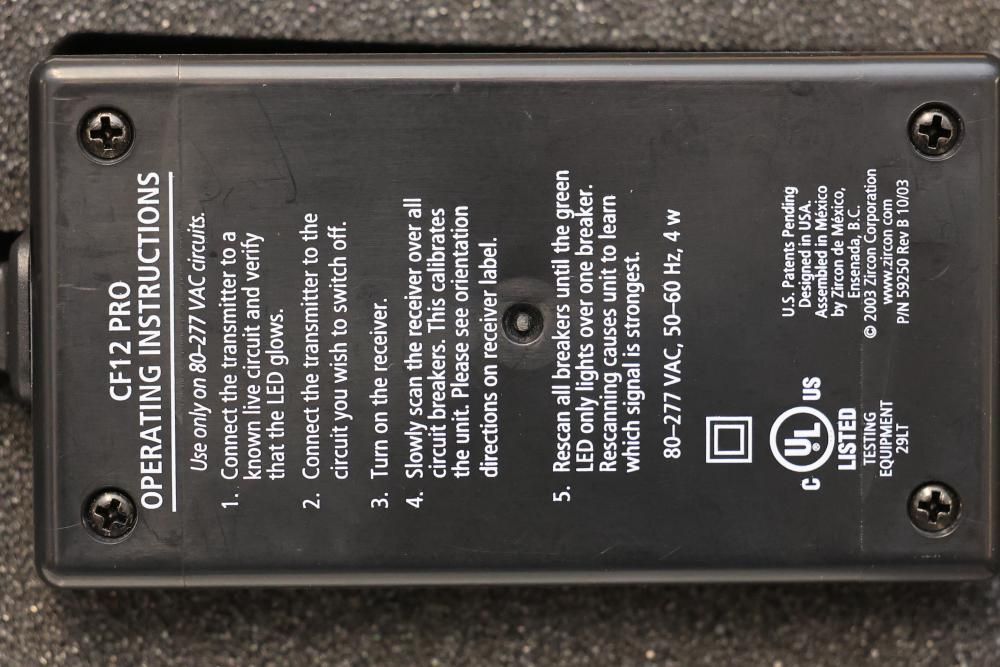 CF12 PRO
OPERATING INSTRUCTIONS
Use only on 80–277 VAC circuits.
1. Connect the transmitter to a
known live circuit and verify
that the LED glows.
2. Connect the transmitter to the
circuit you wish to switch off.
3. Turn on the receiver.
4. Slowly scan the receiver over all
circuit breakers. This calibrates
the unit. Please see orientation
directions on receiver label.
5. Rescan all breakers until the green
LED only lights over one breaker.
Rescanning causes unit to learn
which signal is strongest.
80–277 VAC, 50–60 Hz, 4 w
C UL US
LISTED
TESTING
EQUIPMENT
29LT
U.S. Patents Pending
Designed in USA.
Assembled in México
by Zircon de México,
Ensenada, B.C.
© 2003 Zircon Corporation
www.zircon.com
P/N 59250 Rev B 10/03